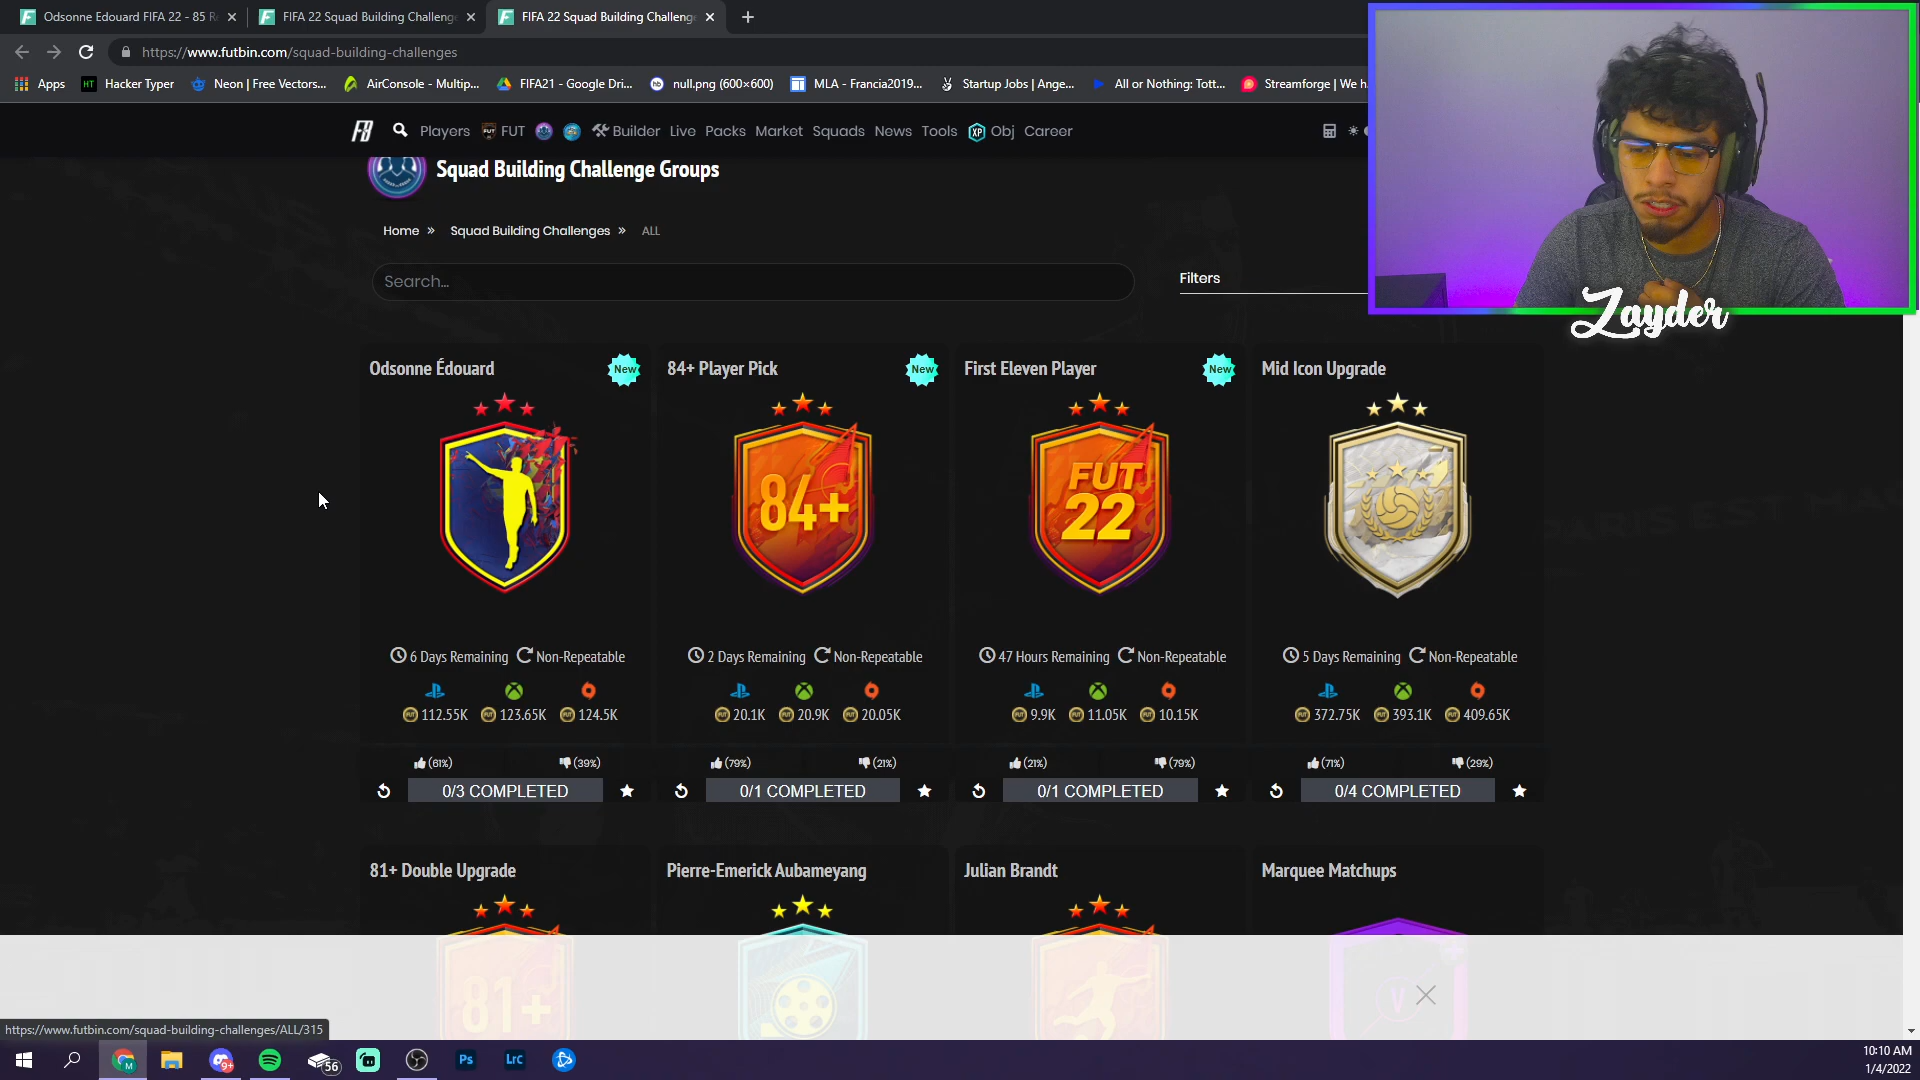 Odsonne Edouard FIFA 22 - 85 R
FIFA 22 Squad Building Challeng
FIFA 22 Squad Building Challenge
https://www.futbin.com/squad-building-challenges
Apps
HT Hacker Typer
Neon | Free Vectors...
AirConsole - Multip...
FIFA21 - Google Dri...
null.png (600×600)
MLA - Francia2019...
Startup Jobs | Ange...
All or Nothing: Tott...
Streamforge | We h
FB Players FUT Builder Live Packs Market Squads News Tools XP Obj Career
Squad Building Challenge Groups
Home » Squad Building Challenges » ALL
Search...
Filters
Zayder
Odsonne Édouard New
84+ Player Pick New
First Eleven Player New
Mid Icon Upgrade
84+
FUT
22
6 Days Remaining Non-Repeatable
2 Days Remaining Non-Repeatable
47 Hours Remaining Non-Repeatable
5 Days Remaining Non-Repeatable
112.55K 123.65K 124.5K
20.1K 20.9K 20.05K
9.9K 11.05K 10.15K
372.75K 393.1K 409.65K
(61%) (39%)
(79%) (21%)
(21%) (79%)
(71%) (29%)
0/3 COMPLETED
0/1 COMPLETED
0/1 COMPLETED
0/4 COMPLETED
81+ Double Upgrade
Pierre-Emerick Aubameyang
Julian Brandt
Marquee Matchups
81+
V
https://www.futbin.com/squad-building-challenges/ALL/315
M
9+
56
Ps
Lrc
10:10 AM
1/4/2022